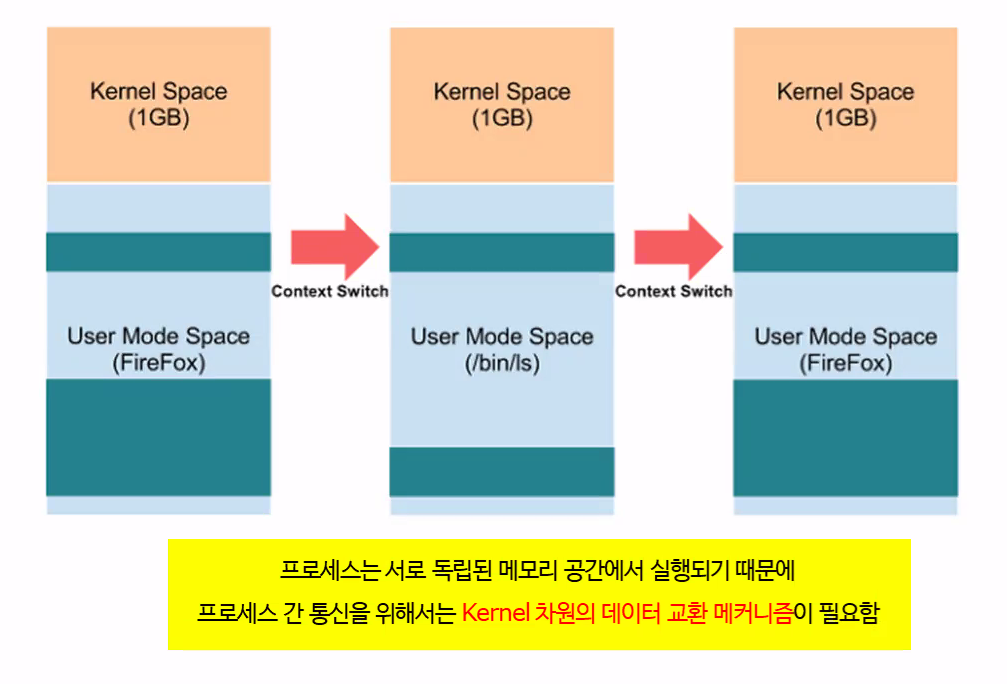 Kernel Space
(1GB)
Kernel Space
(1GB)
Kernel Space
(1GB)
Context Switch
Context Switch
User Mode Space
(FireFox)
User Mode Space
(/bin/ls)
User Mode Space
(FireFox)
프로세스는 서로 독립된 메모리 공간에서 실행되기 때문에
프로세스 간 통신을 위해서는 Kernel 차원의 데이터 교환 메커니즘이 필요함